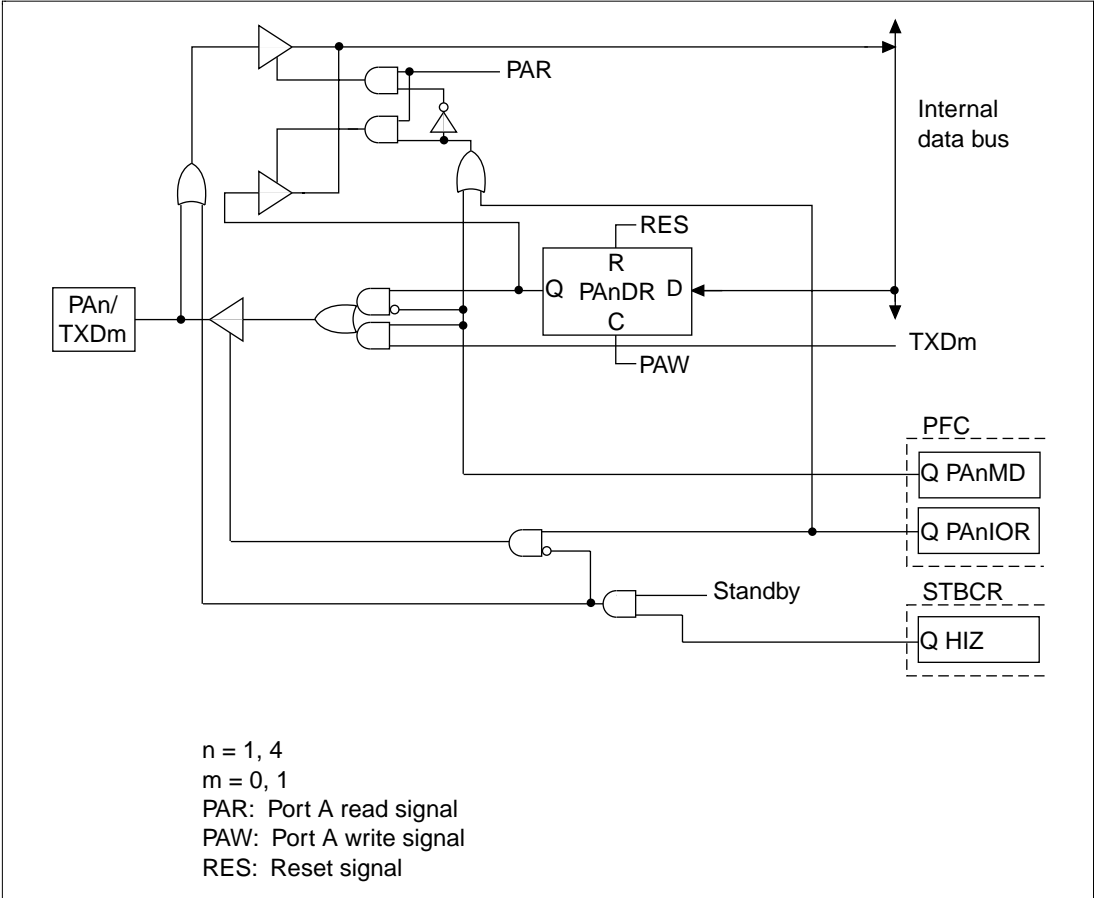 PAR
Internal
data bus
RES
R
Q PAnDR D
C
PAn/
TXDm
TXDm
PAW
PFC
Q PAnMD
Q PAnIOR
Standby
STBCR
Q HIZ
n = 1, 4
m = 0, 1
PAR: Port A read signal
PAW: Port A write signal
RES: Reset signal